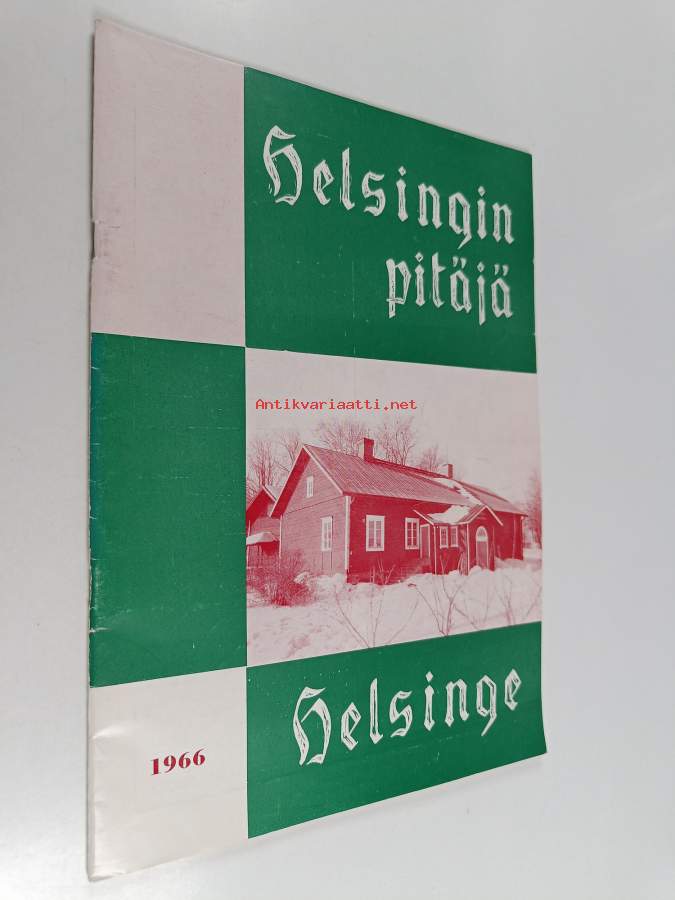 Helsingin
pitäjä
Antikvariaatti.net
Helsinge
1966